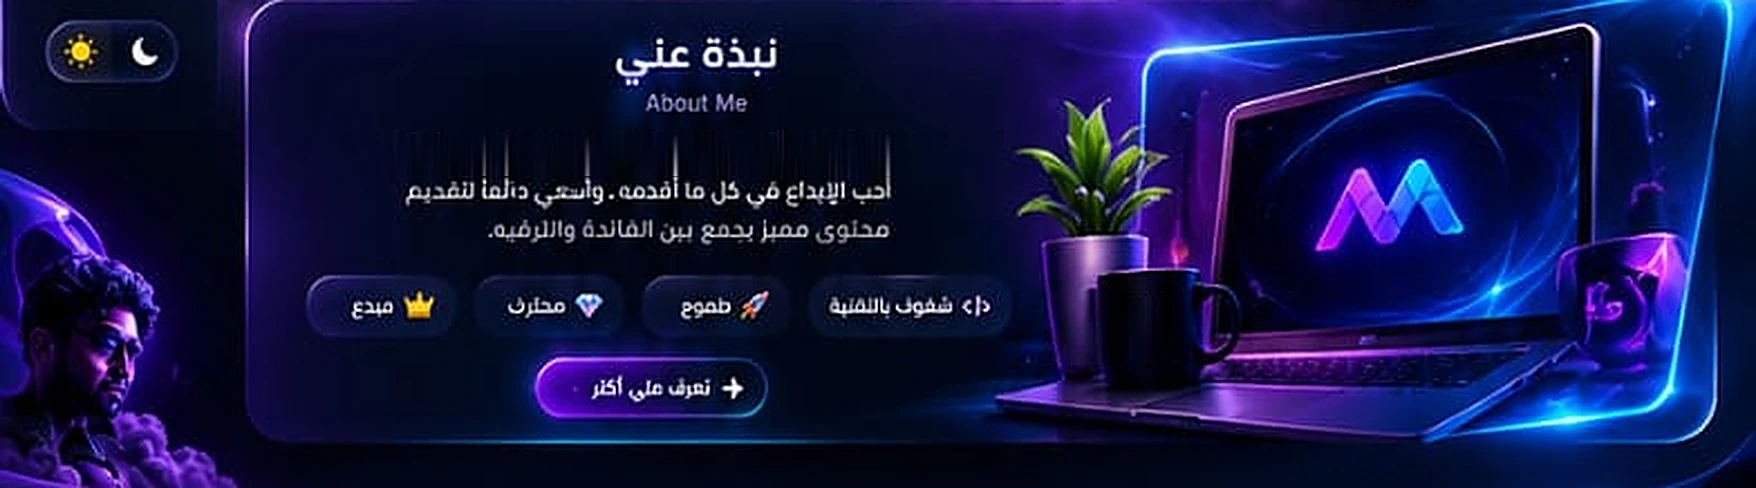 نبذة عني
About Me
أحب الإبداع في كل ما أقدمه، وأسعى دائماً لتقديم
محتوى مميز يجمع بين الفائدة والترفيه.
شغوف بالتقنية
طموح
محترف
مبدع
تعرف علي أكثر